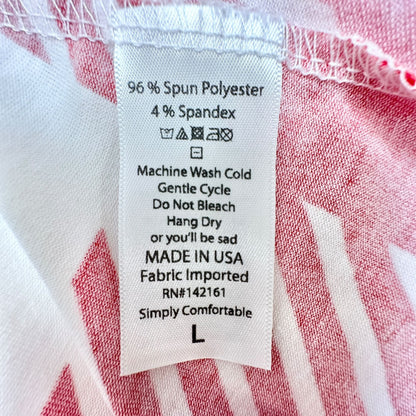 96 % Spun Polyester
4 % Spandex
Machine Wash Cold
Gentle Cycle
Do Not Bleach
Hang Dry
or you'll be sad
MADE IN USA
Fabric Imported
RN#142161
Simply Comfortable
L